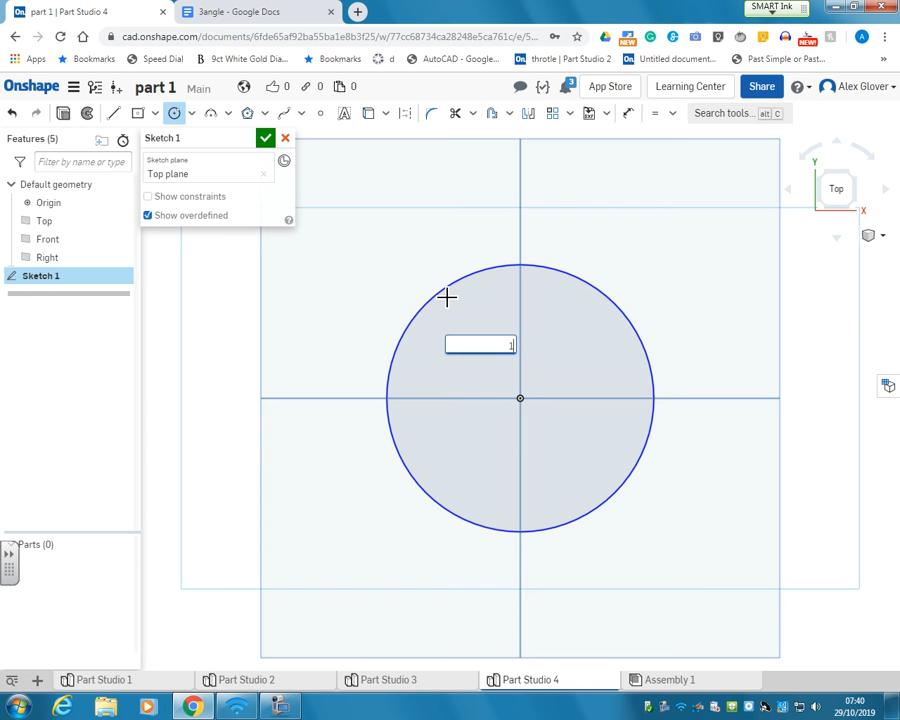 part 1 | Part Studio 4
3angle - Google Docs
SMART Ink
cad.onshape.com/documents/6fde65af92ba55ba1e8b3f25/w/77cc68734ca28248e5ca761c/e/5...
NEW
NEW
Apps
Bookmarks
Speed Dial
9ct White Gold Dia...
Bookmarks
d
AutoCAD - Google...
throtle | Part Studio 2
Untitled document...
Past Simple or Past...
»
Onshape
part 1
Main
0
0
0
3
App Store
Learning Center
Share
Alex Glover
Search tools...
alt C
Features (5)
Filter by name or type
Default geometry
Origin
Top
Front
Right
Sketch 1
Sketch 1
Sketch plane
Top plane
Show constraints
Show overdefined
1
Y
Top
X
Parts (0)
Part Studio 1
Part Studio 2
Part Studio 3
Part Studio 4
Assembly 1
07:40
29/10/2019